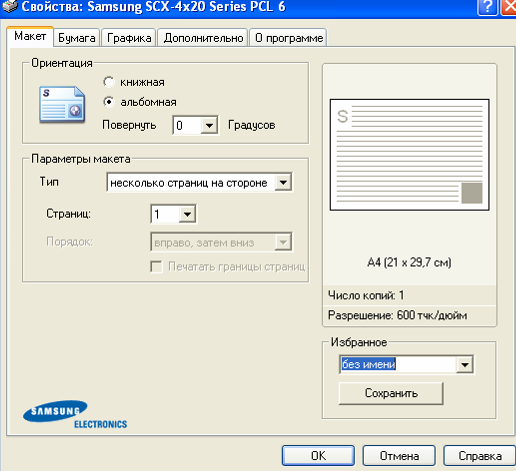 Свойства: Samsung SCX-4x20 Series PCL 6
Макет Бумага Графика Дополнительно О программе
Ориентация
книжная
альбомная
Повернуть 0 Градусов
Параметры макета
Тип несколько страниц на стороне
Страниц: 1
Порядок: вправо, затем вниз
Печатать границы страниц
S
S
A4 (21 x 29,7 см)
Число копий: 1
Разрешение: 600 тчк/дюйм
Избранное
без имени
Сохранить
SAMSUNG
ELECTRONICS
OK Отмена Справка